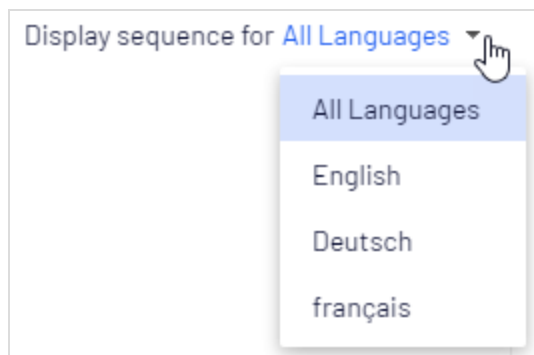 Display sequence for All Languages
All Languages
English
Deutsch
français